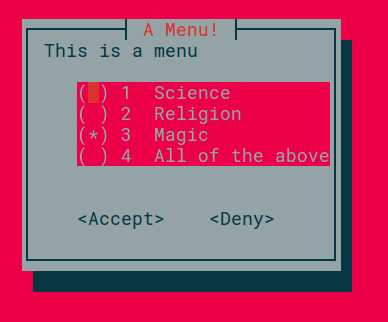 A Menu!
This is a menu
( ) 1 Science
( ) 2 Religion
(*) 3 Magic
( ) 4 All of the above
<Accept> <Deny>